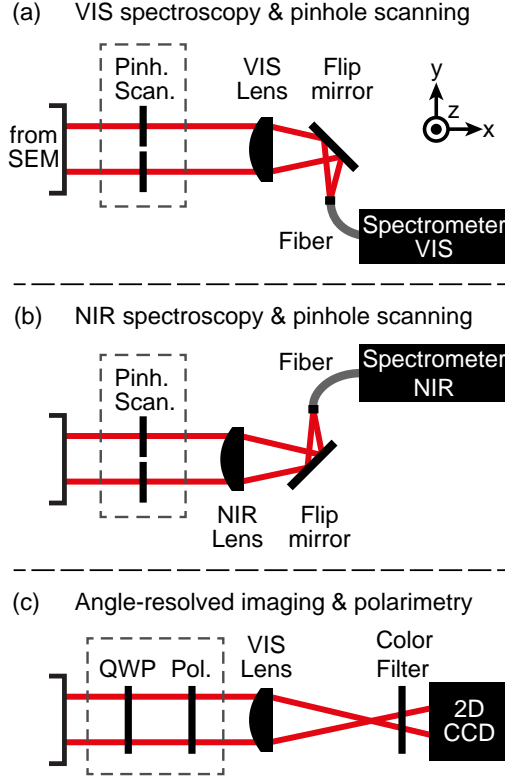 (a) VIS spectroscopy & pinhole scanning
Pinh.
Scan.
VIS
Lens
Flip
mirror
y
z
x
from
SEM
Fiber
Spectrometer
VIS
(b) NIR spectroscopy & pinhole scanning
Pinh.
Scan.
Fiber
Spectrometer
NIR
NIR
Lens
Flip
mirror
(c) Angle-resolved imaging & polarimetry
QWP
Pol.
VIS
Lens
Color
Filter
2D
CCD